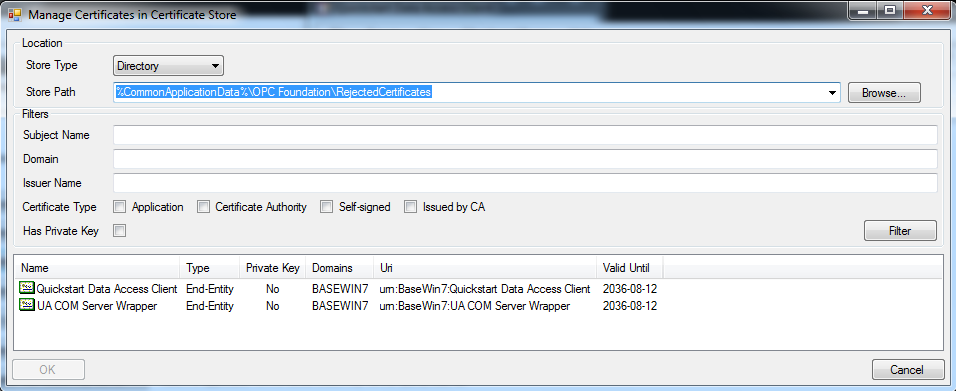 Manage Certificates in Certificate Store
Location
Store Type Directory
Store Path %CommonApplicationData%\OPC Foundation\RejectedCertificates Browse...
Filters
Subject Name
Domain
Issuer Name
Certificate Type Application Certificate Authority Self-signed Issued by CA
Has Private Key Filter
Name Type Private Key Domains Uri Valid Until
Quickstart Data Access Client End-Entity No BASEWIN7 urn:BaseWin7:Quickstart Data Access Client 2036-08-12
UA COM Server Wrapper End-Entity No BASEWIN7 urn:BaseWin7:UA COM Server Wrapper 2036-08-12
OK Cancel